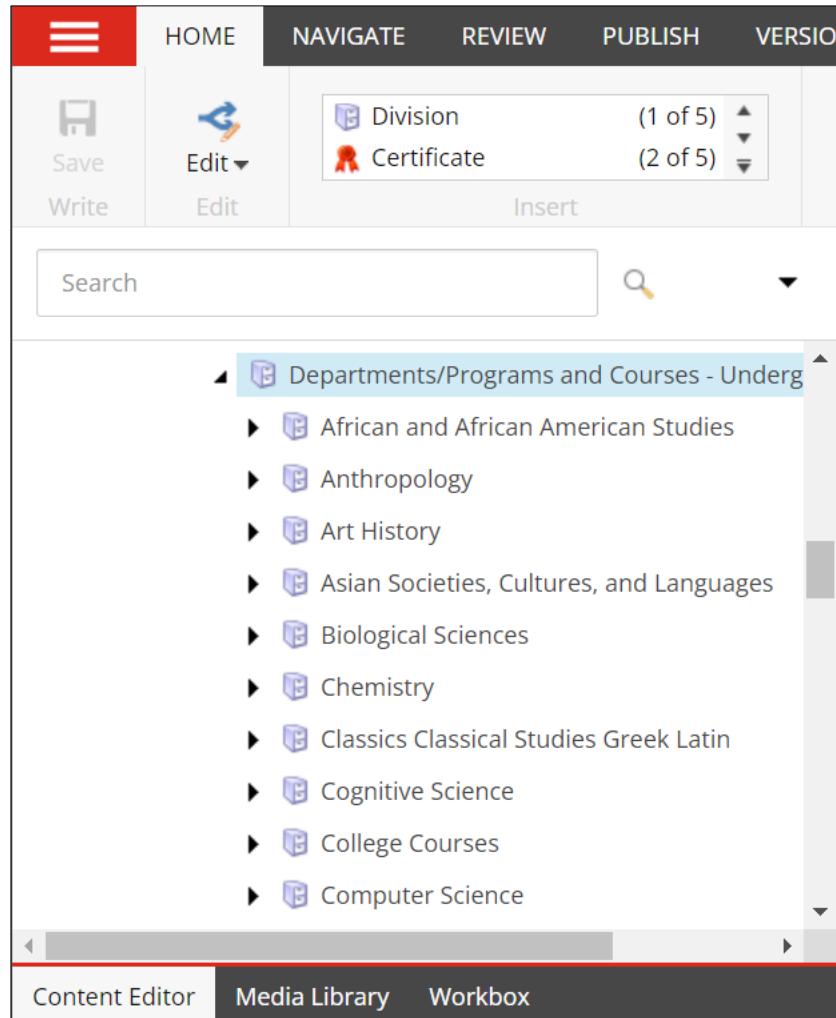 HOME NAVIGATE REVIEW PUBLISH VERSIO
Division (1 of 5)
Certificate (2 of 5)
Save Edit
Write Edit Insert
Search
Departments/Programs and Courses - Underg
African and African American Studies
Anthropology
Art History
Asian Societies, Cultures, and Languages
Biological Sciences
Chemistry
Classics Classical Studies Greek Latin
Cognitive Science
College Courses
Computer Science
Content Editor Media Library Workbox